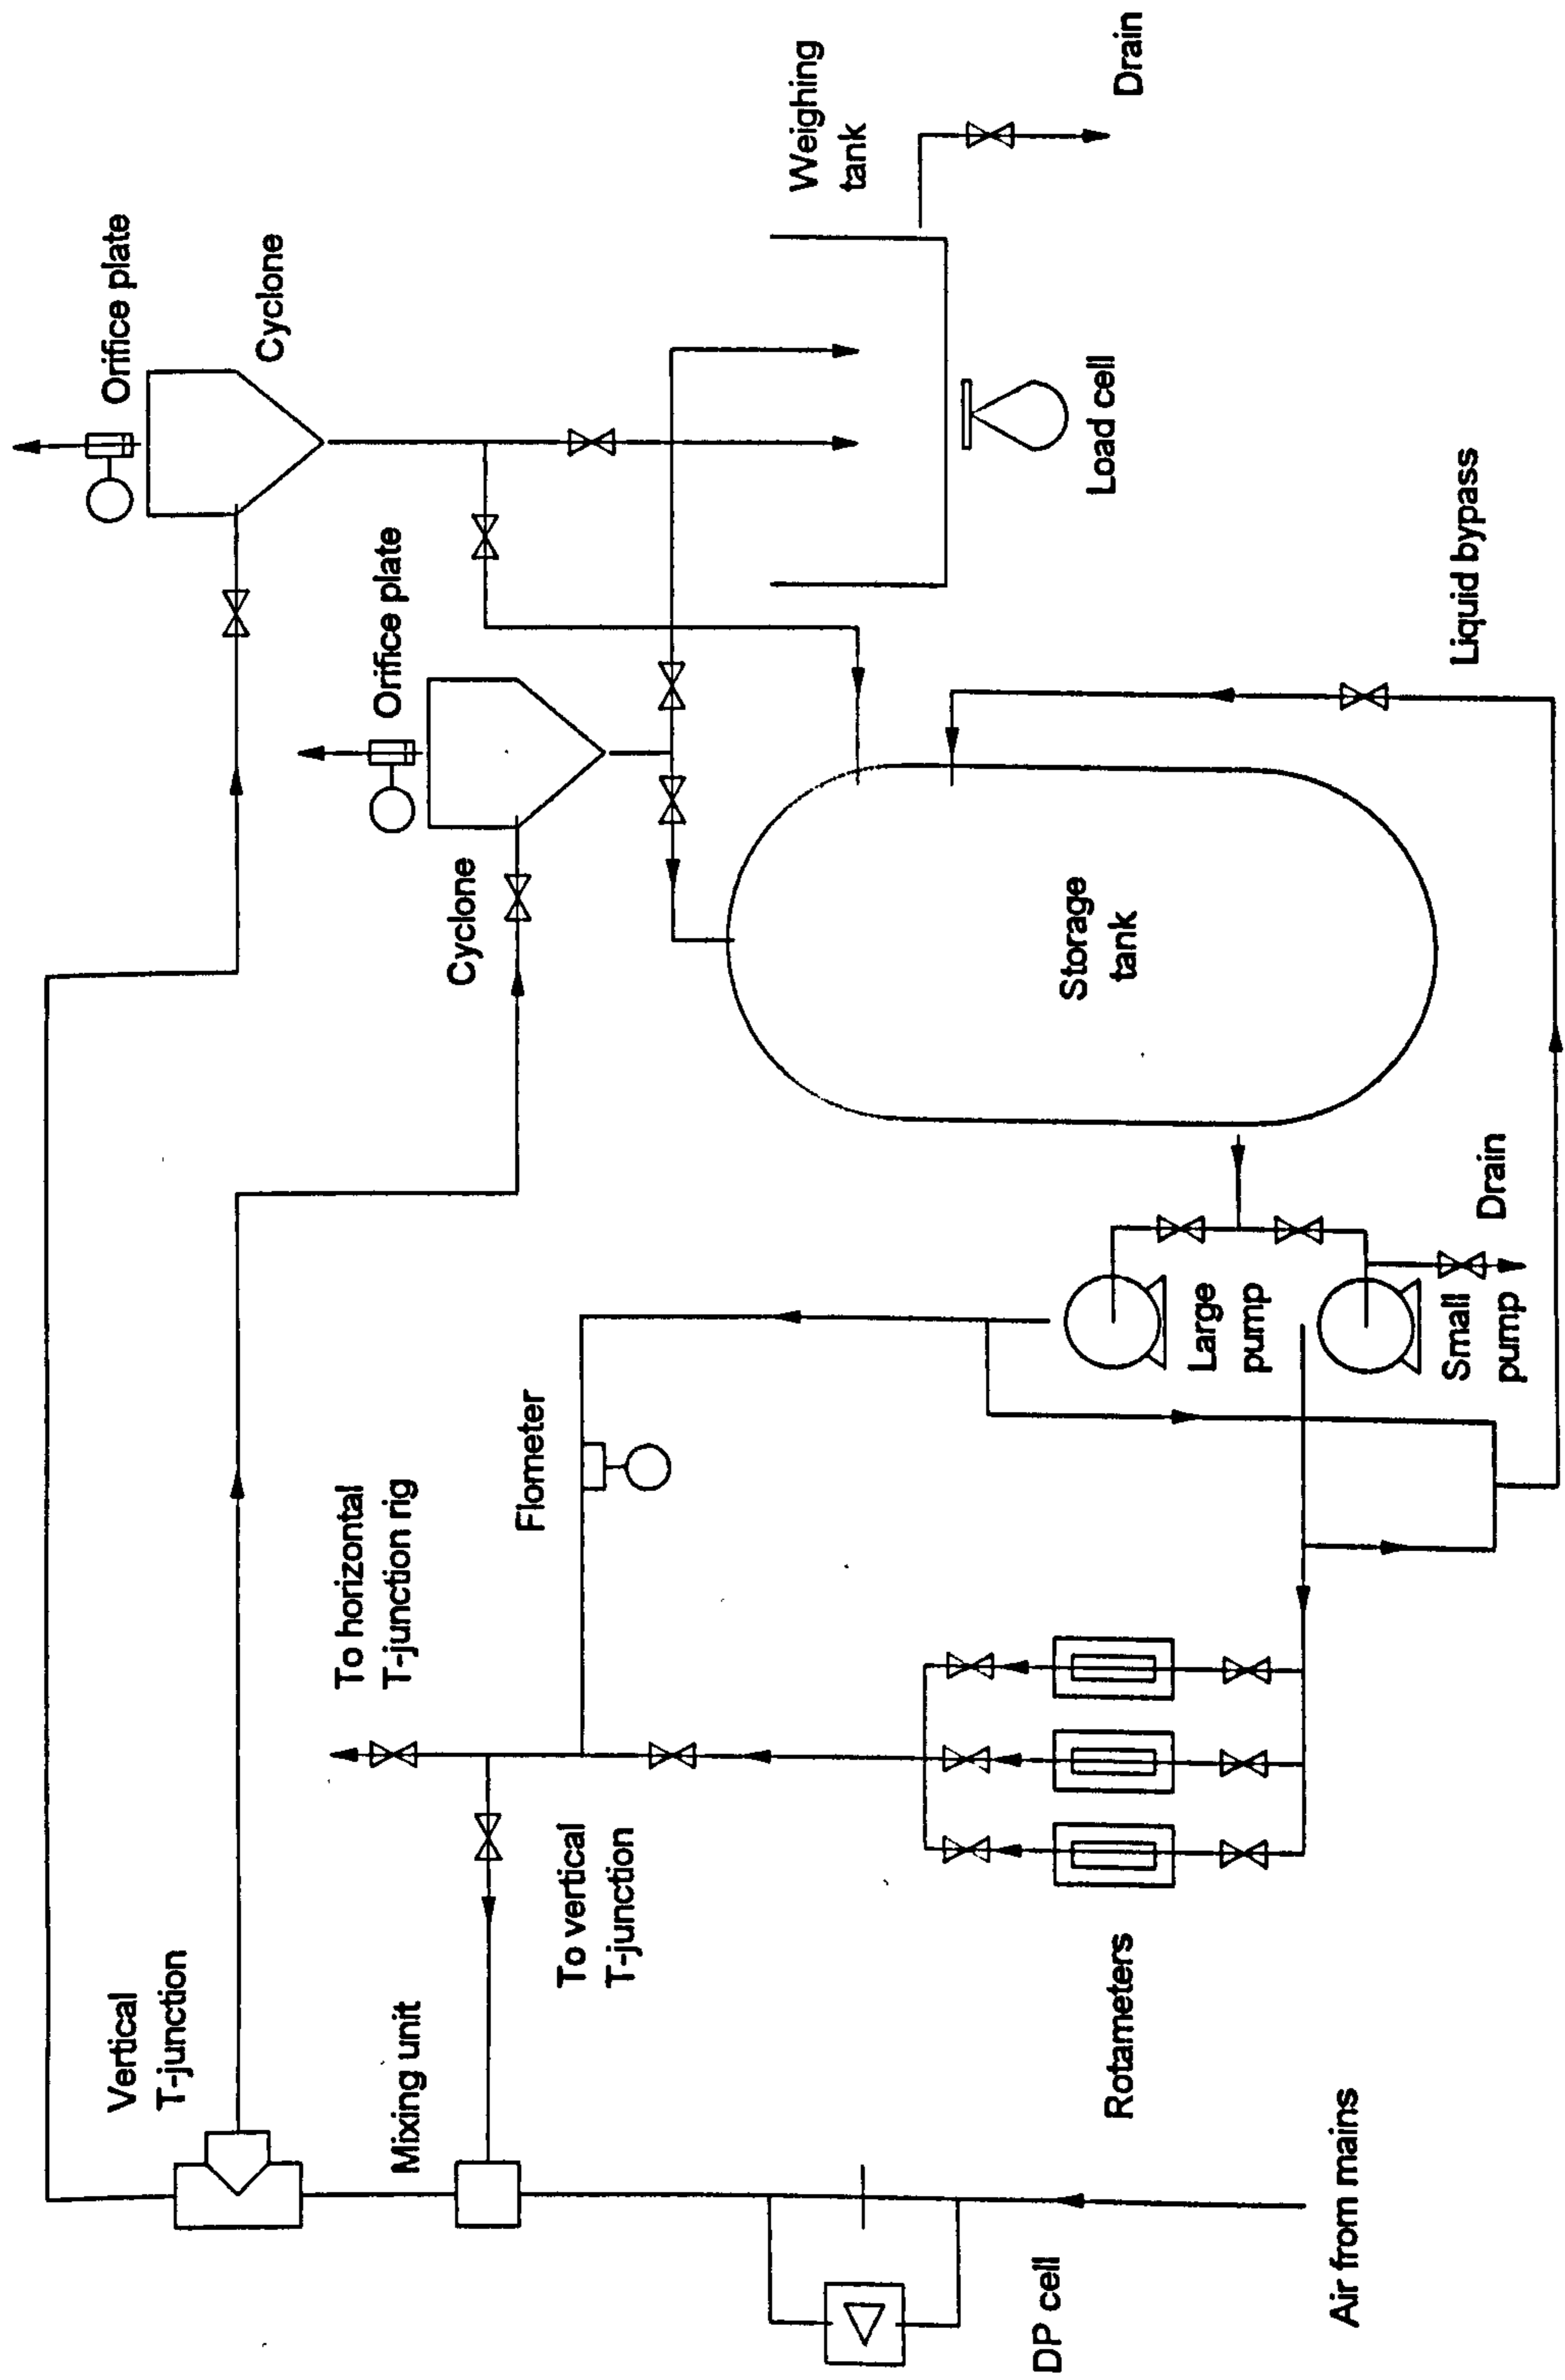 Vertical
T-junction
Mixing unit
DP cell
Air from mains
To horizontal
T-junction rig
To vertical
T-junction
Rotameters
Flometer
Large
pump
Small
pump
Drain
Cyclone
Orifice plate
Storage
tank
Orifice plate
Cyclone
Liquid bypass
Load cell
Weighing
tank
Drain